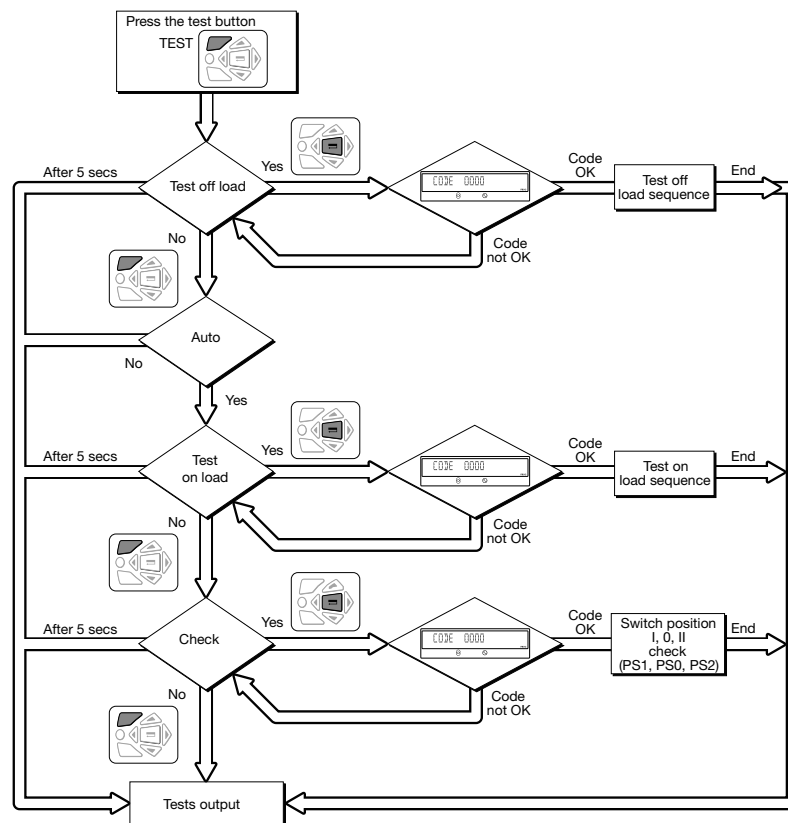 Press the test button
TEST
After 5 secs
Test off load
Yes
CODE 0000
Code
OK
Test off
load sequence
End
No
Code
not OK
Auto
No
Yes
After 5 secs
Test
on load
Yes
CODE 0000
Code
OK
Test on
load sequence
End
No
Code
not OK
After 5 secs
Check
Yes
CODE 0000
Code
OK
Switch position
I, 0, II
check
(PS1, PS0, PS2)
End
No
Code
not OK
Tests output